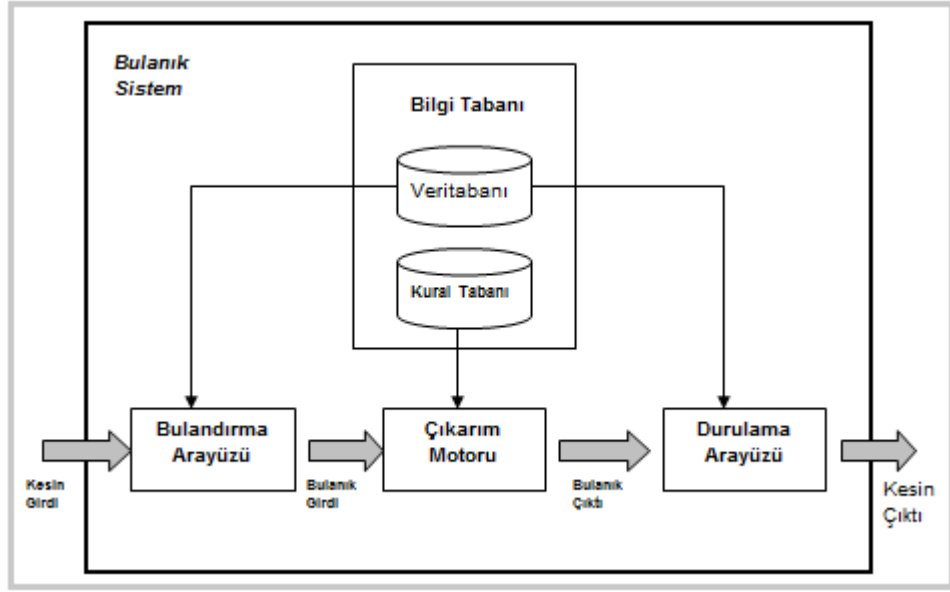 Bulanık
Sistem
Bilgi Tabanı
Veritabanı
Kural Tabanı
Bulandırma
Arayüzü
Çıkarım
Motoru
Durulama
Arayüzü
Kesin
Girdi
Bulanık
Girdi
Bulanık
Çıktı
Kesin
Çıktı